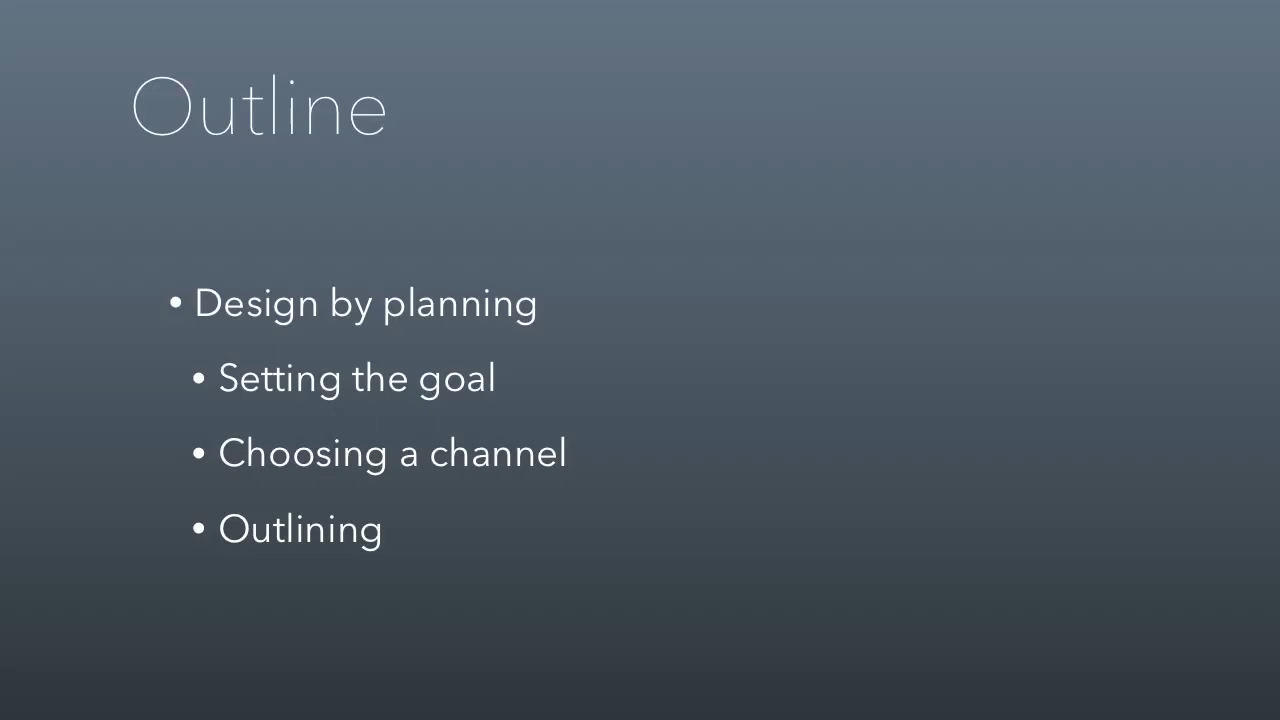 Outline
• Design by planning
• Setting the goal
• Choosing a channel
• Outlining